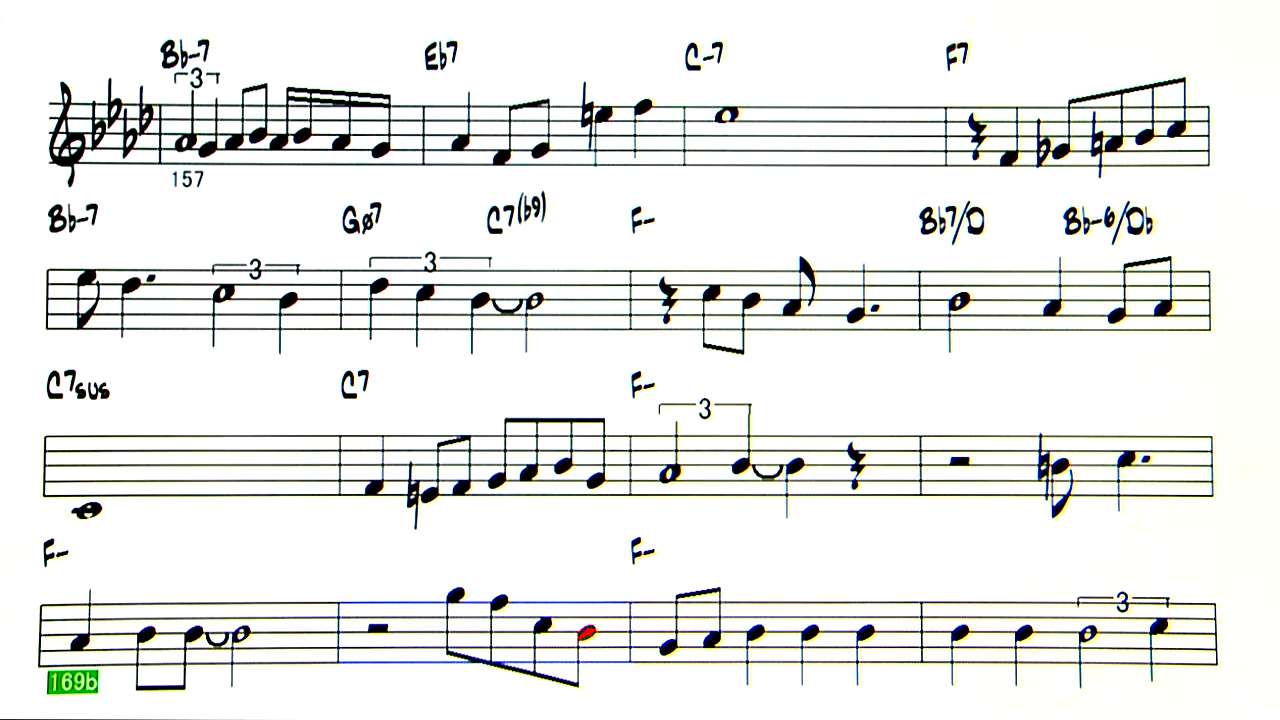 Bb-7 Eb7 C-7 F7
3
157
Bb-7 Gø7 C7(b9) F- Bb7/D Bb-6/Db
3 3
C7sus C7 F-
3
F- F-
3
169b